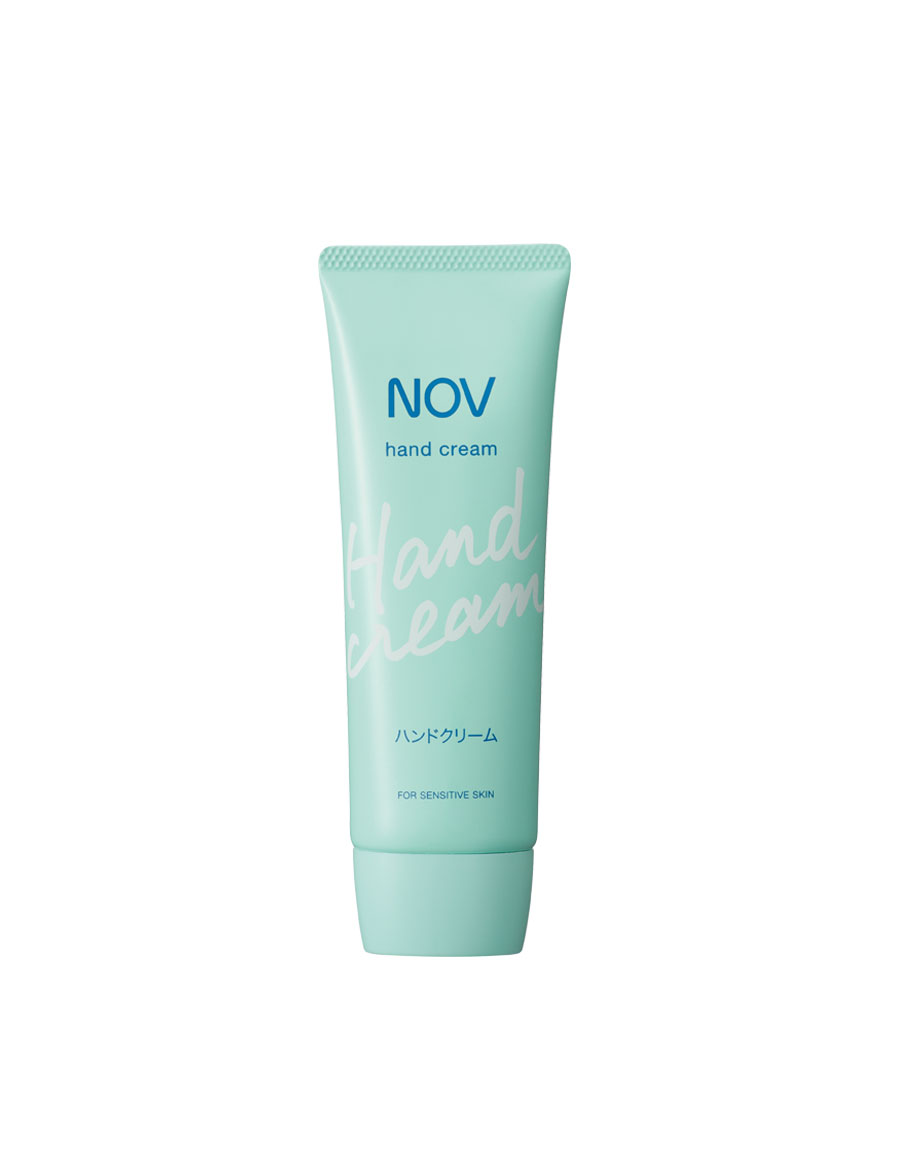 NOV
hand cream
Hand
cream
ハンドクリーム
FOR SENSITIVE SKIN